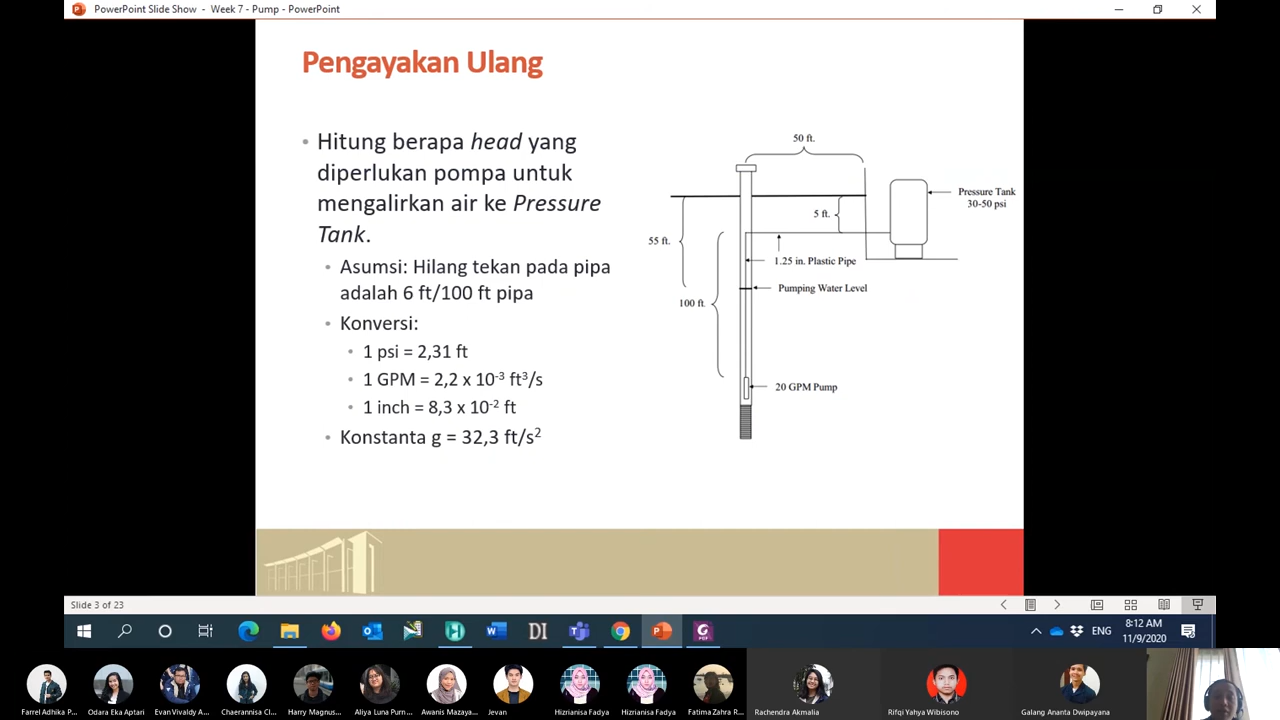 PowerPoint Slide Show - Week 7 - Pump - PowerPoint
Pengayakan Ulang
• Hitung berapa head yang
diperlukan pompa untuk
mengalirkan air ke Pressure
Tank.
• Asumsi: Hilang tekan pada pipa
adalah 6 ft/100 ft pipa
• Konversi:
• 1 psi = 2,31 ft
• 1 GPM = 2,2 x 10⁻³ ft³/s
• 1 inch = 8,3 x 10⁻² ft
• Konstanta g = 32,3 ft/s²
50 ft.
Pressure Tank
30-50 psi
5 ft.
55 ft.
1.25 in. Plastic Pipe
Pumping Water Level
100 ft.
20 GPM Pump
Slide 3 of 23
DI
ENG
8:12 AM
11/9/2020
Farrel Adhika P...
Odara Eka Aptari
Evan Vivaldy A...
Chaerannisa Cl...
Harry Magnus...
Aliya Luna Purn...
Awanis Mazaya...
Jevan
Hizrianisa Fadya
Hizrianisa Fadya
Fatima Zahra R...
Rachendra Akmalia
Rifqi Yahya Wibisono
Galang Ananta Dwipayana